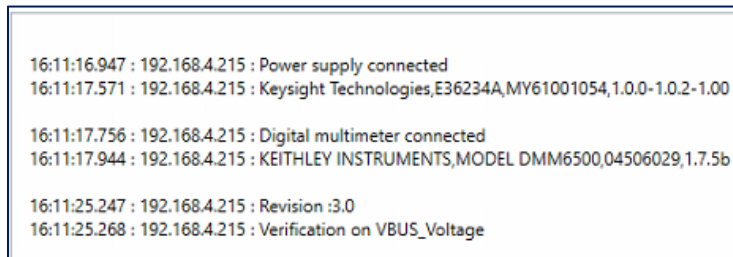 16:11:16.947 : 192.168.4.215 : Power supply connected
16:11:17.571 : 192.168.4.215 : Keysight Technologies,E36234A,MY61001054,1.0.0-1.0.2-1.00
16:11:17.756 : 192.168.4.215 : Digital multimeter connected
16:11:17.944 : 192.168.4.215 : KEITHLEY INSTRUMENTS,MODEL DMM6500,04506029,1.7.5b
16:11:25.247 : 192.168.4.215 : Revision :3.0
16:11:25.268 : 192.168.4.215 : Verification on VBUS_Voltage